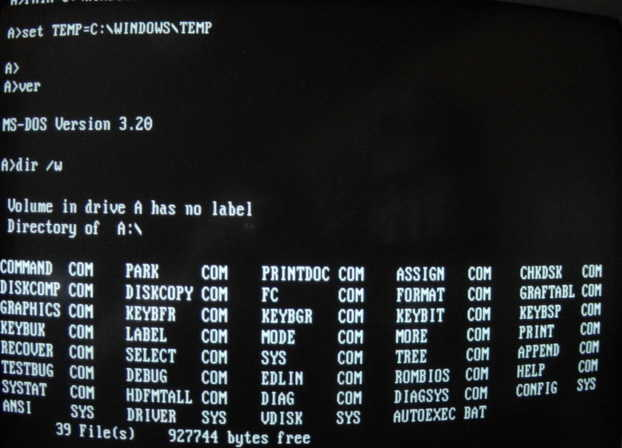 A>set TEMP=C:\WINDOWS\TEMP
A>
A>ver
MS-DOS Version 3.20
A>dir /w
Volume in drive A has no label
Directory of A:\
COMMAND COM PARK COM PRINTDOC COM ASSIGN COM CHKDSK COM
DISKCOMP COM DISKCOPY COM FC COM FORMAT COM GRAFTABL COM
GRAPHICS COM KEYBFR COM KEYBGR COM KEYBIT COM KEYBSP COM
KEYBUK COM LABEL COM MODE COM MORE COM PRINT COM
RECOVER COM SELECT COM SYS COM TREE COM APPEND COM
TESTBUG COM DEBUG COM EDLIN COM ROMBIOS COM HELP COM
SYSTAT COM HDFMTALL COM DIAG COM DIAGSYS COM CONFIG SYS
ANSI SYS DRIVER SYS VDISK SYS AUTOEXEC BAT
39 File(s) 927744 bytes free